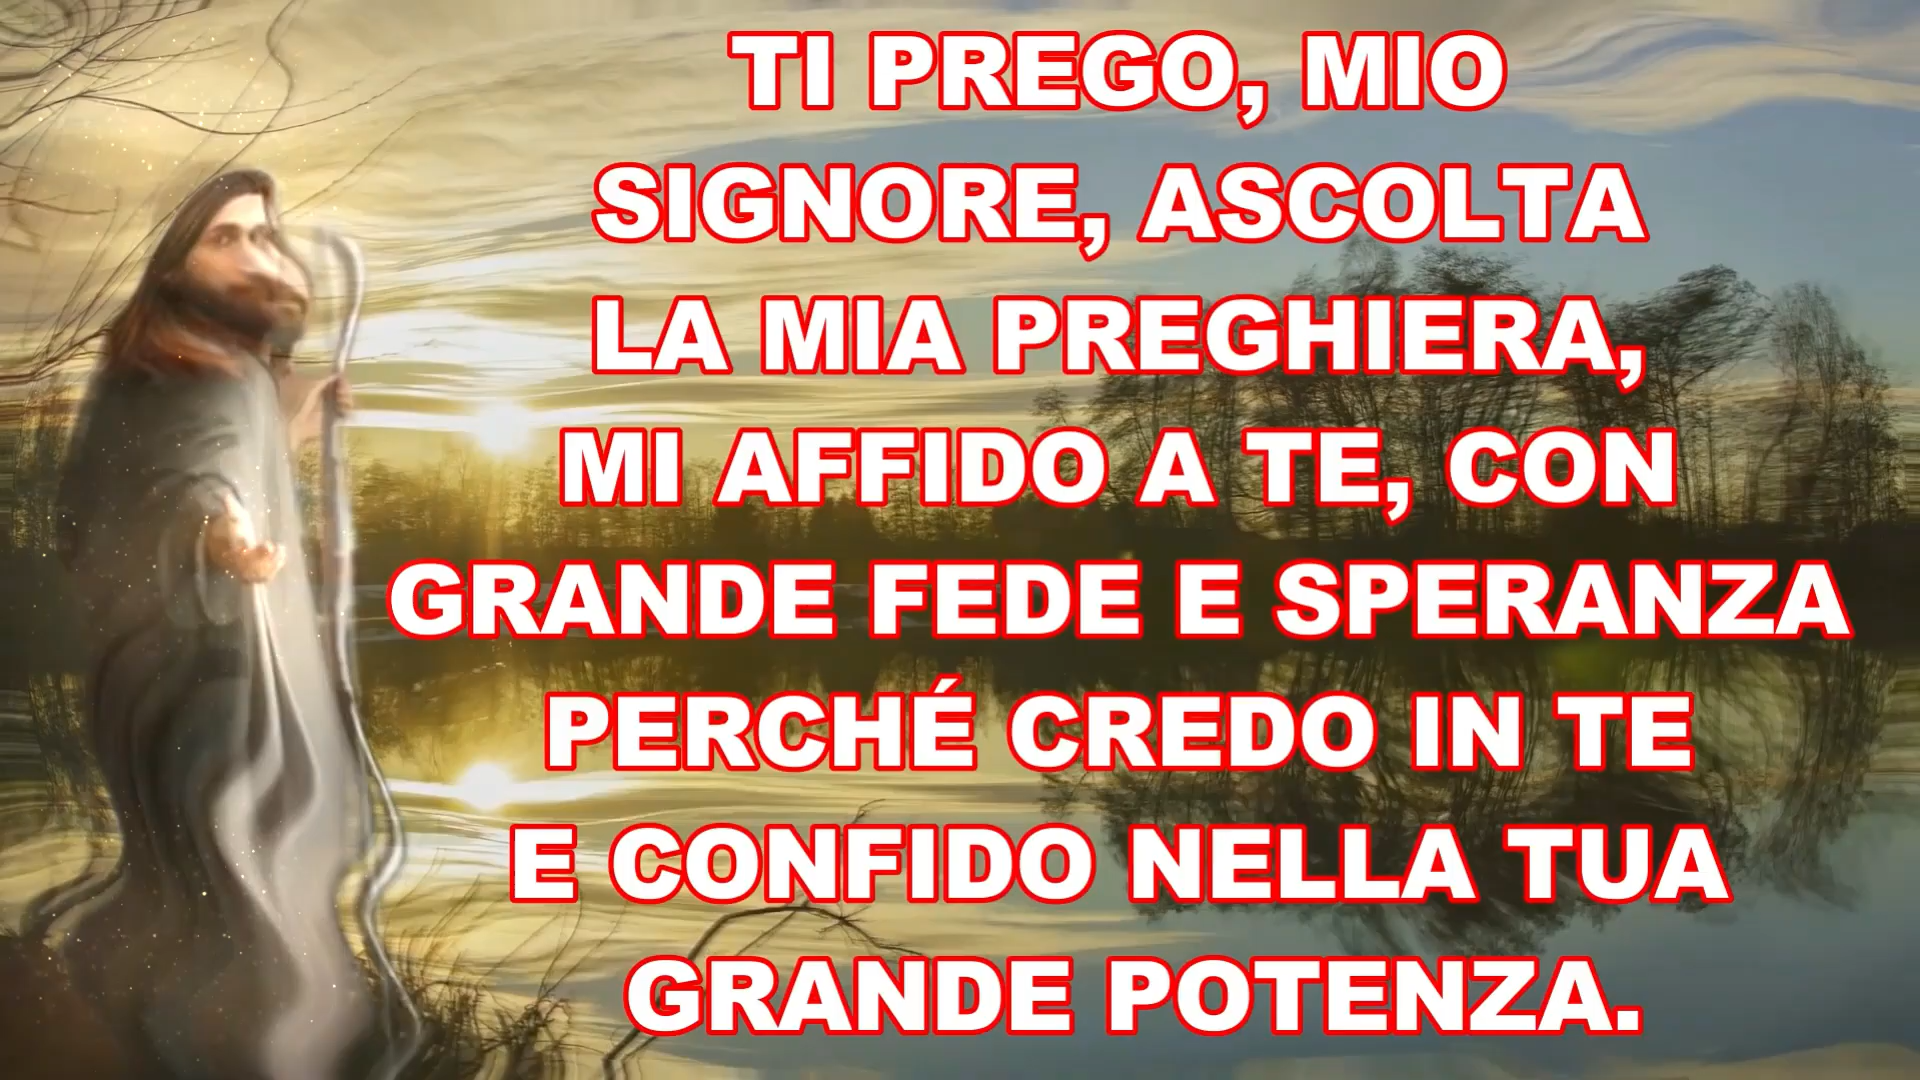 TI PREGO, MIO
SIGNORE, ASCOLTA
LA MIA PREGHIERA,
MI AFFIDO A TE, CON
GRANDE FEDE E SPERANZA
PERCHÉ CREDO IN TE
E CONFIDO NELLA TUA
GRANDE POTENZA.